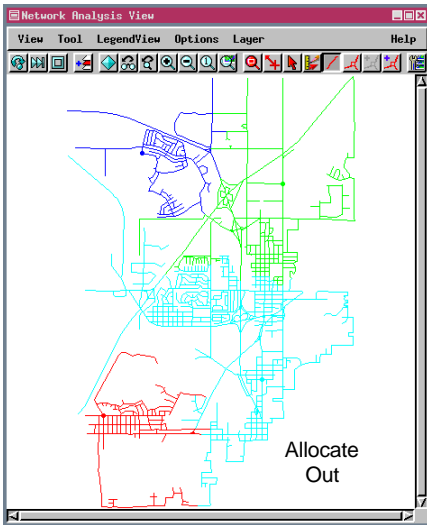 Network Analysis View
View Tool LegendView Options Layer Help
Allocate
Out